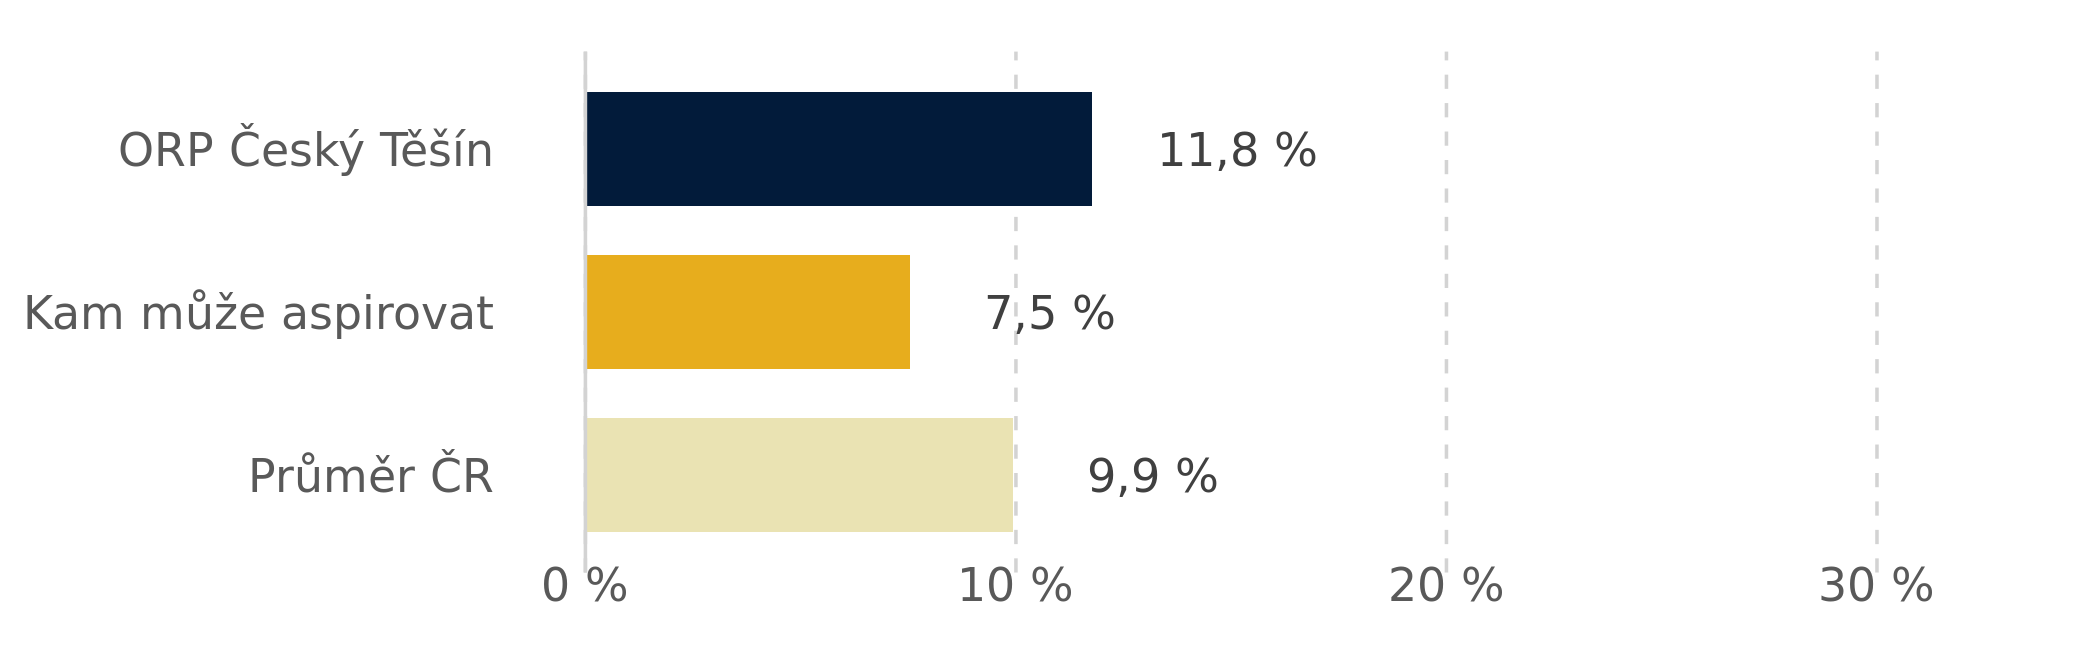 ORP Český Těšín 11,8 %
Kam může aspirovat 7,5 %
Průměr ČR 9,9 %
0 % 10 % 20 % 30 %